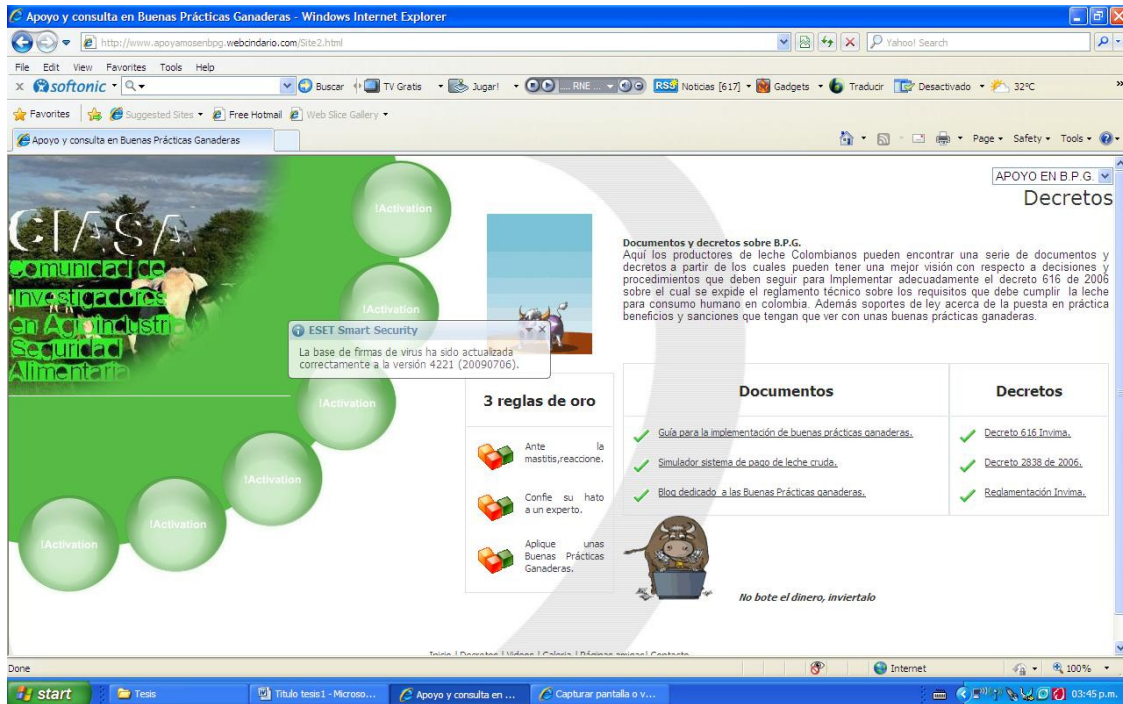 Apoyo y consulta en Buenas Prácticas Ganaderas - Windows Internet Explorer
http://www.apoyamosenbpg.webcindario.com/Site2.html
Yahoo! Search
File Edit View Favorites Tools Help
x softonic Buscar TV Gratis Jugar! .... RNE ... RSS Noticias [617] Gadgets Traducir Desactivado 32ºC »
Favorites Suggested Sites Free Hotmail Web Slice Gallery
Apoyo y consulta en Buenas Prácticas Ganaderas
Page Safety Tools
APOYO EN B.P.G.
Decretos
C.I.A.S.A.
Comunidad de
Investigadores
en Agroindustria y
Seguridad
Alimentaria
!Activation
!Activation
!Activation
!Activation
!Activation
!Activation
ESET Smart Security
La base de firmas de virus ha sido actualizada
correctamente a la versión 4221 (20090706).
Documentos y decretos sobre B.P.G.
Aquí los productores de leche Colombianos pueden encontrar una serie de documentos y
decretos a partir de los cuales pueden tener una mejor visión con respecto a decisiones y
procedimientos que deben seguir para Implementar adecuadamente el decreto 616 de 2006
sobre el cual se expide el reglamento técnico sobre los requisitos que debe cumplir la leche
para consumo humano en colombia. Además soportes de ley acerca de la puesta en práctica
beneficios y sanciones que tengan que ver con unas buenas prácticas ganaderas.
3 reglas de oro
Ante la
mastitis,reaccione.
Confie su hato
a un experto.
Aplique unas
Buenas Prácticas
Ganaderas.
Documentos
Guía para la implementación de buenas prácticas ganaderas.
Simulador sistema de pago de leche cruda.
Blog dedicado a las Buenas Prácticas ganaderas.
Decretos
Decreto 616 Invima.
Decreto 2838 de 2006.
Reglamentación Invima.
No bote el dinero, inviertalo
Inicio | Decretos | Videos | Galeria | Páginas amigas| Contacto
Done
Internet
100%
start
Tesis
Titulo tesis1 - Microso...
Apoyo y consulta en ...
Capturar pantalla o v...
03:45 p.m.